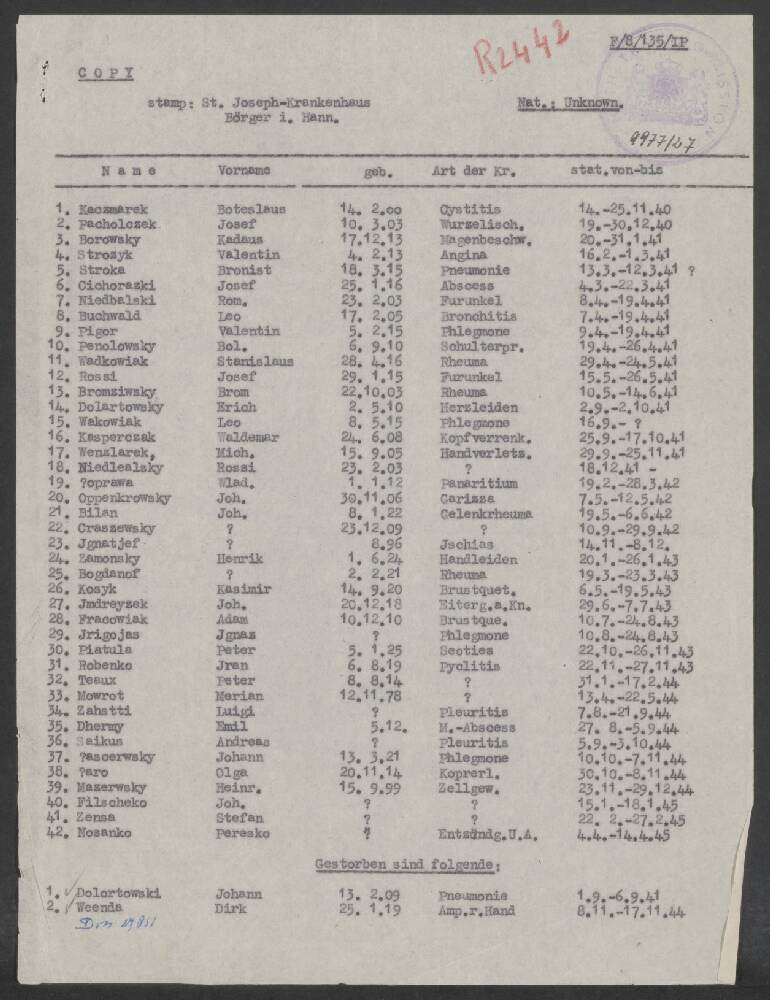 R2442
F/8/135/IP
COPY
stamp: St. Joseph-Krankenhaus
Börger i. Hann.
Nat.: Unknown.
9977/27
Name Vorname geb. Art der Kr. stat.von-bis
1. Kaczmarek Boteslaus 14. 2.00 Cystitis 14.-25.11.40
2. Pacholczek Josef 10. 3.03 Wurzelisch. 19.-30.12.40
3. Borowsky Kadaus 17.12.13 Magenbeschw. 20.-31.1.41
4. Strozyk Valentin 4. 2.13 Angina 16.2.-1.3.41
5. Stroka Bronist 18. 3.15 Pneumonie 13.3.-12.3.41 ?
6. Cichoraski Josef 25. 1.16 Abscess 4.3.-22.3.41
7. Niedbalski Rom. 23. 2.03 Furunkel 8.4.-19.4.41
8. Buchwald Leo 17. 2.05 Bronchitis 7.4.-19.4.41
9. Pigor Valentin 5. 2.15 Phlegmone 9.4.-19.4.41
10. Penolowsky Bol. 6. 9.10 Schulterpr. 19.4.-26.4.41
11. Wadkowiak Stanislaus 28. 4.16 Rheuma 29.4.-24.5.41
12. Rossi Josef 29. 1.15 Furunkel 15.5.-26.5.41
13. Bromziwsky Brom 22.10.03 Rheuma 10.5.-14.6.41
14. Dolartowsky Erich 2. 5.10 Herzleiden 2.9.-2.10.41
15. Wakowiak Leo 8. 5.15 Phlegmone 16.9.- ?
16. Kasperczak Waldemar 24. 6.08 Kopfverrenk. 25.9.-17.10.41
17. Wenzlarek, Mich. 15. 9.05 Handverletz. 29.9.-25.11.41
18. Niedlealsky Rossi 23. 2.03 ? 18.12.41 -
19. ?oprawa Wlad. 1. 1.12 Panaritium 19.2.-28.3.42
20. Oppenkrowsky Joh. 30.11.06 Carizza 7.5.-12.5.42
21. Bilan Joh. 8. 1.22 Gelenkrheuma 19.5.-6.6.42
22. Craszewsky ? 23.12.09 ? 10.9.-29.9.42
23. Jgnatjef ? 8.96 Jschias 14.11.-8.12.
24. Zamonsky Henrik 1. 6.24 Handleiden 20.1.-26.1.43
25. Bogdanof ? 2. 2.21 Rheuma 19.3.-23.3.43
26. Kosyk Kasimir 14. 9.20 Brustquet. 6.5.-19.5.43
27. Jmdreyzek Joh. 20.12.18 Eiterg.a.Kn. 29.6.-7.7.43
28. Fracowiak Adam 10.12.10 Brustque. 10.7.-24.8.43
29. Jrigojas Jgnaz ? Phlegmone 10.8.-24.8.43
30. Piatula Peter 5. 1.25 Scoties 22.10.-26.11.43
31. Robenko Jran 6. 8.19 Pyclitis 22.11.-27.11.43
32. Teaux Peter 8. 8.14 ? 31.1.-17.2.44
33. Mowrot Merian 12.11.78 ? 13.4.-22.5.44
34. Zahstti Luigi ? Pleuritis 7.8.-21.9.44
35. Dhermy Emil 5.12. M.-Abscess 27. 8.-5.9.44
36. Saikus Andreas ? Pleuritis 5.9.-3.10.44
37. ?ascerwsky Johann 13. 3.21 Phlegmone 10.10.-7.11.44
38. ?aro Olga 20.11.14 Koprerl. 30.10.-8.11.44
39. Mazerwsky Heinr. 15. 9.99 Zellgew. 23.11.-29.12.44
40. Filscheko Joh. ? ? 15.1.-18.1.45
41. Zensa Stefan ? ? 22. 2.-27.2.45
42. Nosanko Peresko ? Entzündg.U.A. 4.4.-14.4.45
Gestorben sind folgende:
1. Dolortowski Johann 13. 2.09 Pneumonie 1.9.-6.9.41
2. Weenda Dirk 25. 1.19 Amp.r.Hand 8.11.-17.11.44